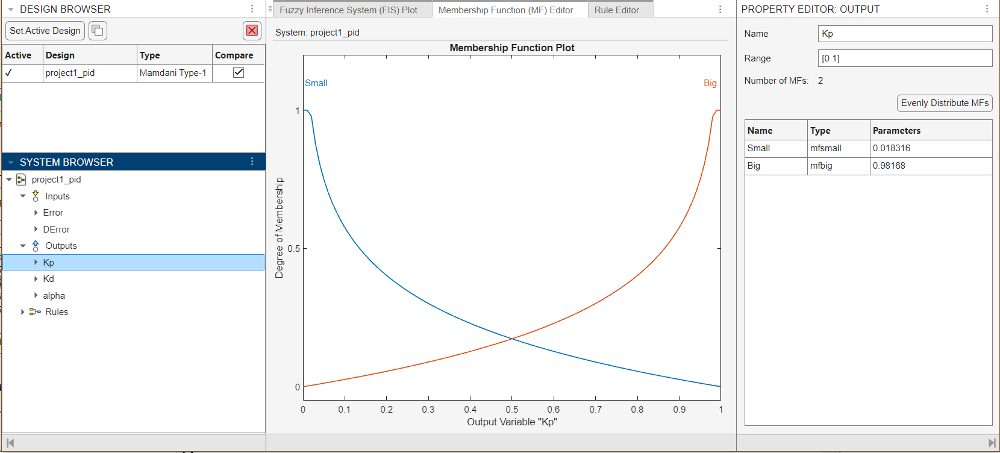 DESIGN BROWSER
Set Active Design
Active Design Type Compare
project1_pid Mamdani Type-1
SYSTEM BROWSER
project1_pid
Inputs
Error
DError
Outputs
Kp
Kd
alpha
Rules
Fuzzy Inference System (FIS) Plot Membership Function (MF) Editor Rule Editor
System: project1_pid
Membership Function Plot
Small Big
1
0.5
0
Degree of Membership
0 0.1 0.2 0.3 0.4 0.5 0.6 0.7 0.8 0.9 1
Output Variable "Kp"
PROPERTY EDITOR: OUTPUT
Name Kp
Range [0 1]
Number of MFs: 2
Evenly Distribute MFs
Name Type Parameters
Small mfsmall 0.018316
Big mfbig 0.98168